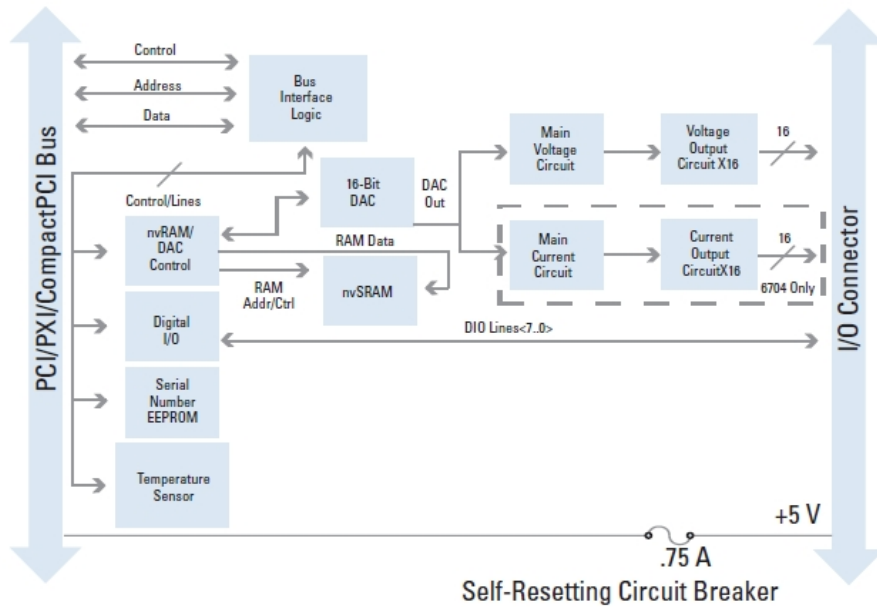 PCI/PXI/CompactPCI Bus
Control
Address
Data
Bus
Interface
Logic
Control/Lines
16-Bit
DAC
DAC
Out
Main
Voltage
Circuit
Voltage
Output
Circuit X16
16
nvRAM/
DAC
Control
RAM Data
RAM
Addr/Ctrl
nvSRAM
Main
Current
Circuit
Current
Output
CircuitX16
16
6704 Only
Digital
I/O
DIO Lines<7..0>
Serial
Number
EEPROM
Temperature
Sensor
I/O Connector
+5 V
.75 A
Self-Resetting Circuit Breaker